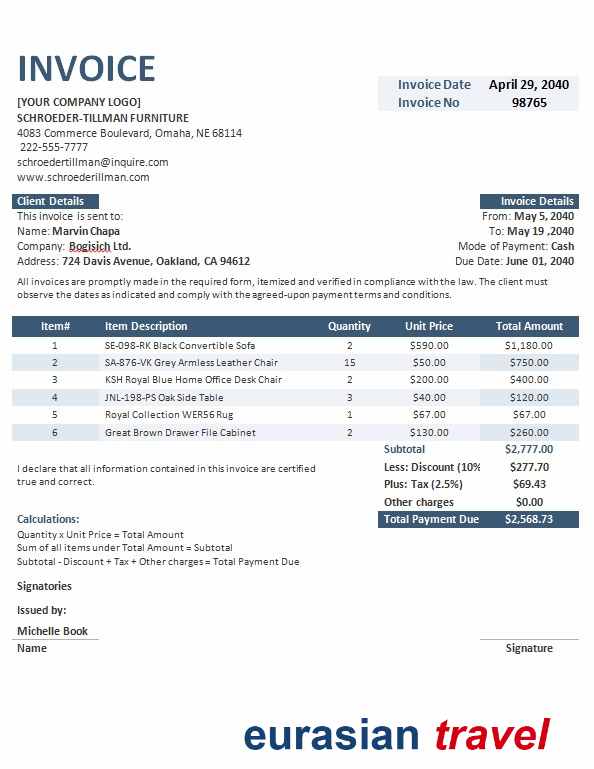 INVOICE
Invoice Date April 29, 2040
Invoice No 98765
[YOUR COMPANY LOGO]
SCHROEDER-TILLMAN FURNITURE
4083 Commerce Boulevard, Omaha, NE 68114
222-555-7777
schroedertillman@inquire.com
www.schroederillman.com
Client Details Invoice Details
This invoice is sent to: From: May 5, 2040
Name: Marvin Chapa To: May 19 ,2040
Company: Bogisich Ltd. Mode of Payment: Cash
Address: 724 Davis Avenue, Oakland, CA 94612 Due Date: June 01, 2040
All invoices are promptly made in the required form, itemized and verified in compliance with the law. The client must
observe the dates as indicated and comply with the agreed-upon payment terms and conditions.
Item# Item Description Quantity Unit Price Total Amount
1 SE-098-RK Black Convertible Sofa 2 $590.00 $1,180.00
2 SA-876-VK Grey Armless Leather Chair 15 $50.00 $750.00
3 KSH Royal Blue Home Office Desk Chair 2 $200.00 $400.00
4 JNL-198-PS Oak Side Table 3 $40.00 $120.00
5 Royal Collection WER56 Rug 1 $67.00 $67.00
6 Great Brown Drawer File Cabinet 2 $130.00 $260.00
Subtotal $2,777.00
I declare that all information contained in this invoice are certified
true and correct.
Less: Discount (10% $277.70
Plus: Tax (2.5%) $69.43
Other charges $0.00
Calculations: Total Payment Due $2,568.73
Quantity x Unit Price = Total Amount
Sum of all items under Total Amount = Subtotal
Subtotal - Discount + Tax + Other charges = Total Payment Due
Signatories
Issued by:
Michelle Book
Name Signature
eurasian travel